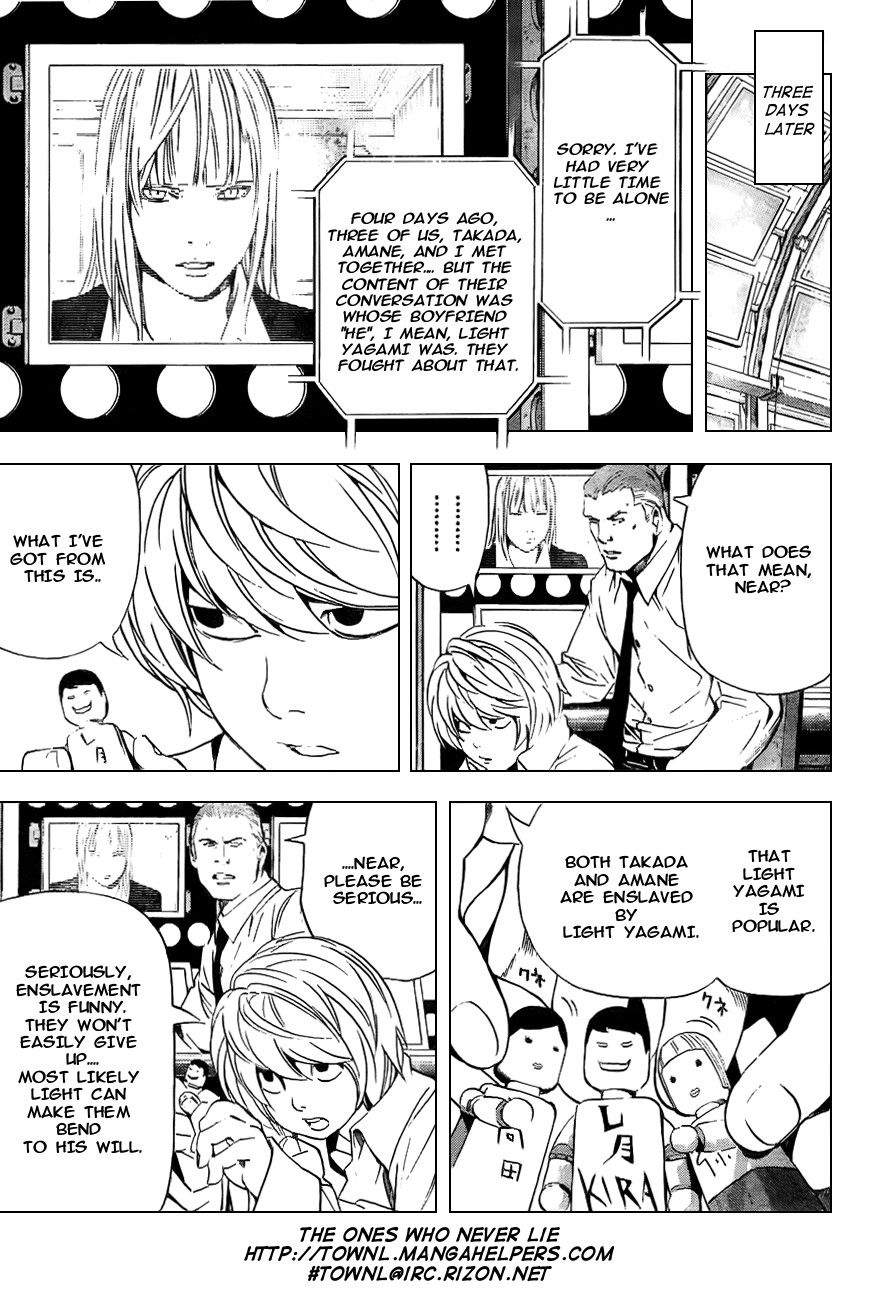 THREE
DAYS
LATER
SORRY. I'VE
HAD VERY
LITTLE TIME
TO BE ALONE
...
FOUR DAYS AGO,
THREE OF US, TAKADA,
AMANE, AND I MET
TOGETHER.... BUT THE
CONTENT OF THEIR
CONVERSATION WAS
WHOSE BOYFRIEND
"HE", I MEAN, LIGHT
YAGAMI WAS. THEY
FOUGHT ABOUT THAT.
WHAT DOES
THAT MEAN,
NEAR?
WHAT I'VE
GOT FROM
THIS IS..
L月
THAT
LIGHT
YAGAMI
IS
POPULAR.
BOTH TAKADA
AND AMANE
ARE ENSLAVED
BY
LIGHT YAGAMI.
クネ
クネ
L月
KIRA
....NEAR,
PLEASE BE
SERIOUS...
SERIOUSLY,
ENSLAVEMENT
IS FUNNY.
THEY WON'T
EASILY GIVE
UP....
MOST LIKELY
LIGHT CAN
MAKE THEM
BEND
TO HIS WILL.
THE ONES WHO NEVER LIE
HTTP://TOWNL.MANGAHELPERS.COM
#TOWNL@IRC.RIZON.NET